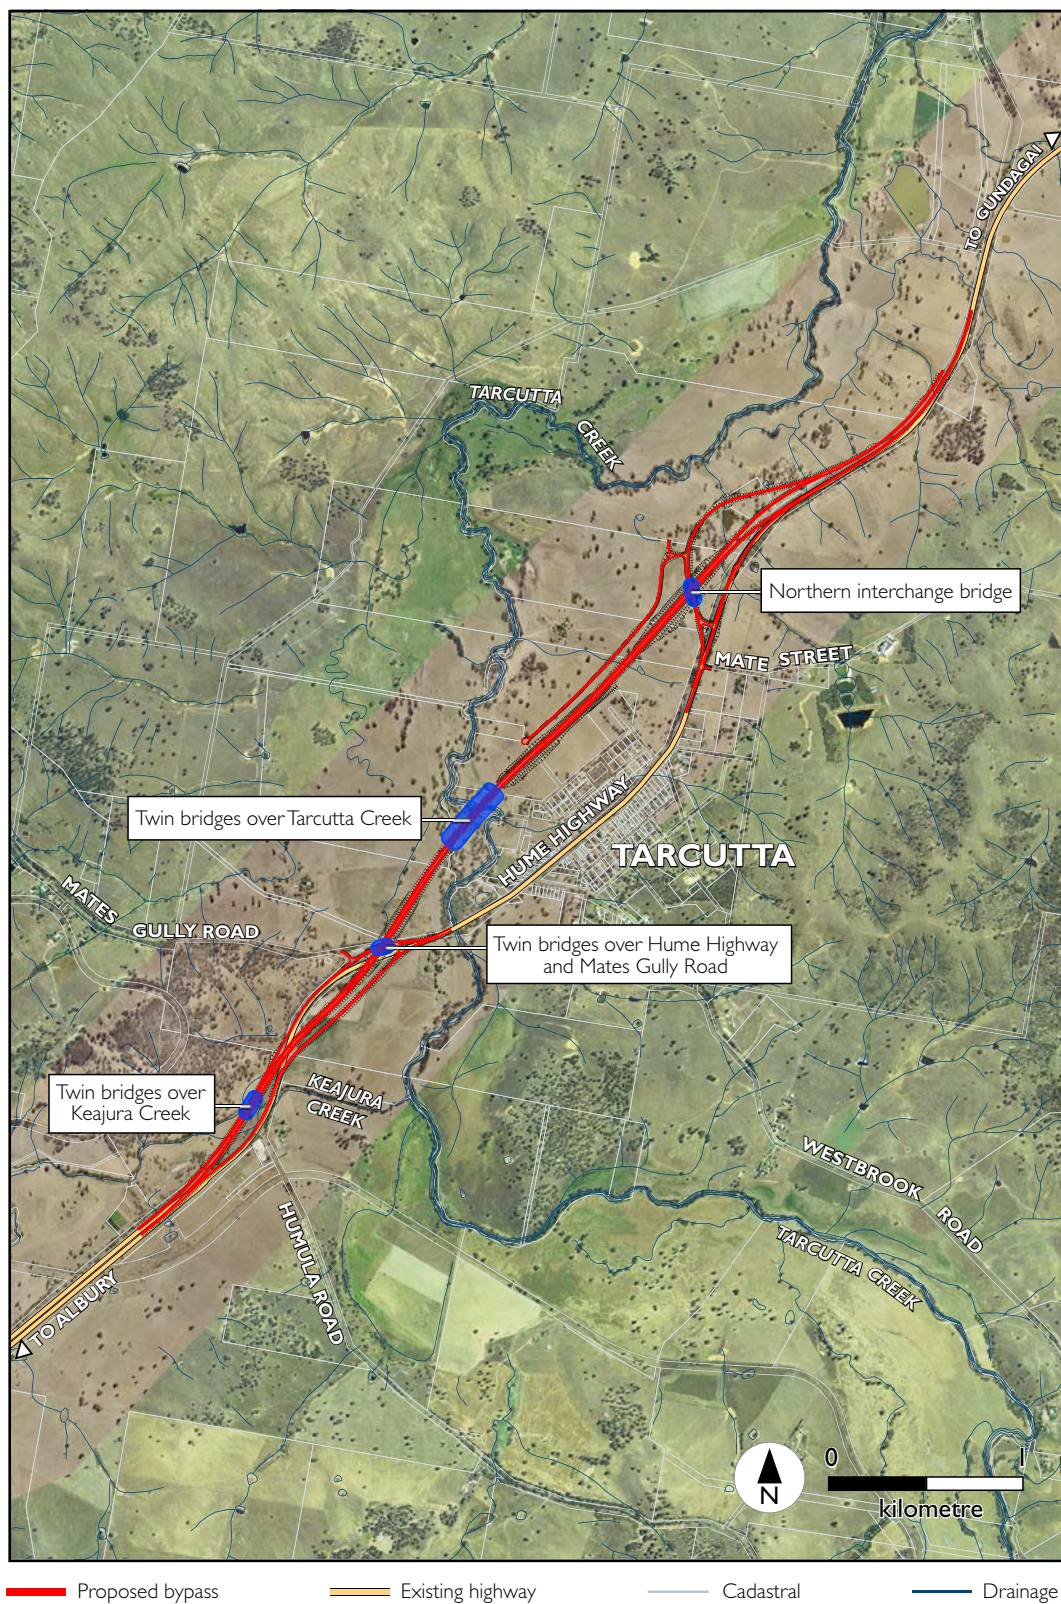 TO GUNDAGAI
TARCUTTA
CREEK
Northern interchange bridge
MATE STREET
Twin bridges over Tarcutta Creek
HUME HIGHWAY
TARCUTTA
MATES
GULLY ROAD
Twin bridges over Hume Highway
and Mates Gully Road
Twin bridges over
Keajura Creek
KEAJURA
CREEK
WESTBROOK
ROAD
HUMULA ROAD
TARCUTTA CREEK
TO ALBURY
N
0 1
kilometre
Proposed bypass
Existing highway
Cadastral
Drainage